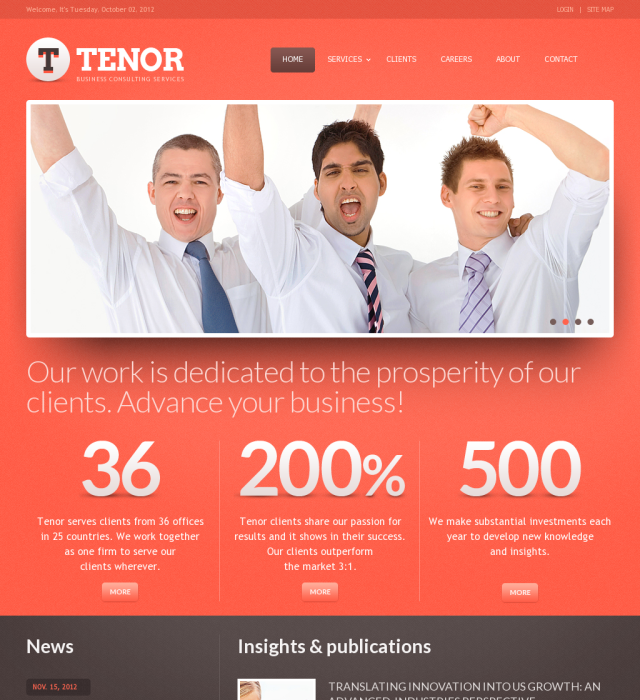 Welcome. It's Tuesday, October 02, 2012
LOGIN | SITE MAP
T TENOR
BUSINESS CONSULTING SERVICES
HOME SERVICES CLIENTS CAREERS ABOUT CONTACT
Our work is dedicated to the prosperity of our
clients. Advance your business!
36
Tenor serves clients from 36 offices
in 25 countries. We work together
as one firm to serve our
clients wherever.
MORE
200%
Tenor clients share our passion for
results and it shows in their success.
Our clients outperform
the market 3:1.
MORE
500
We make substantial investments each
year to develop new knowledge
and insights.
MORE
News
NOV. 15, 2012
Insights & publications
TRANSLATING INNOVATION INTO US GROWTH: AN
ADVANCED-INDUSTRIES PERSPECTIVE